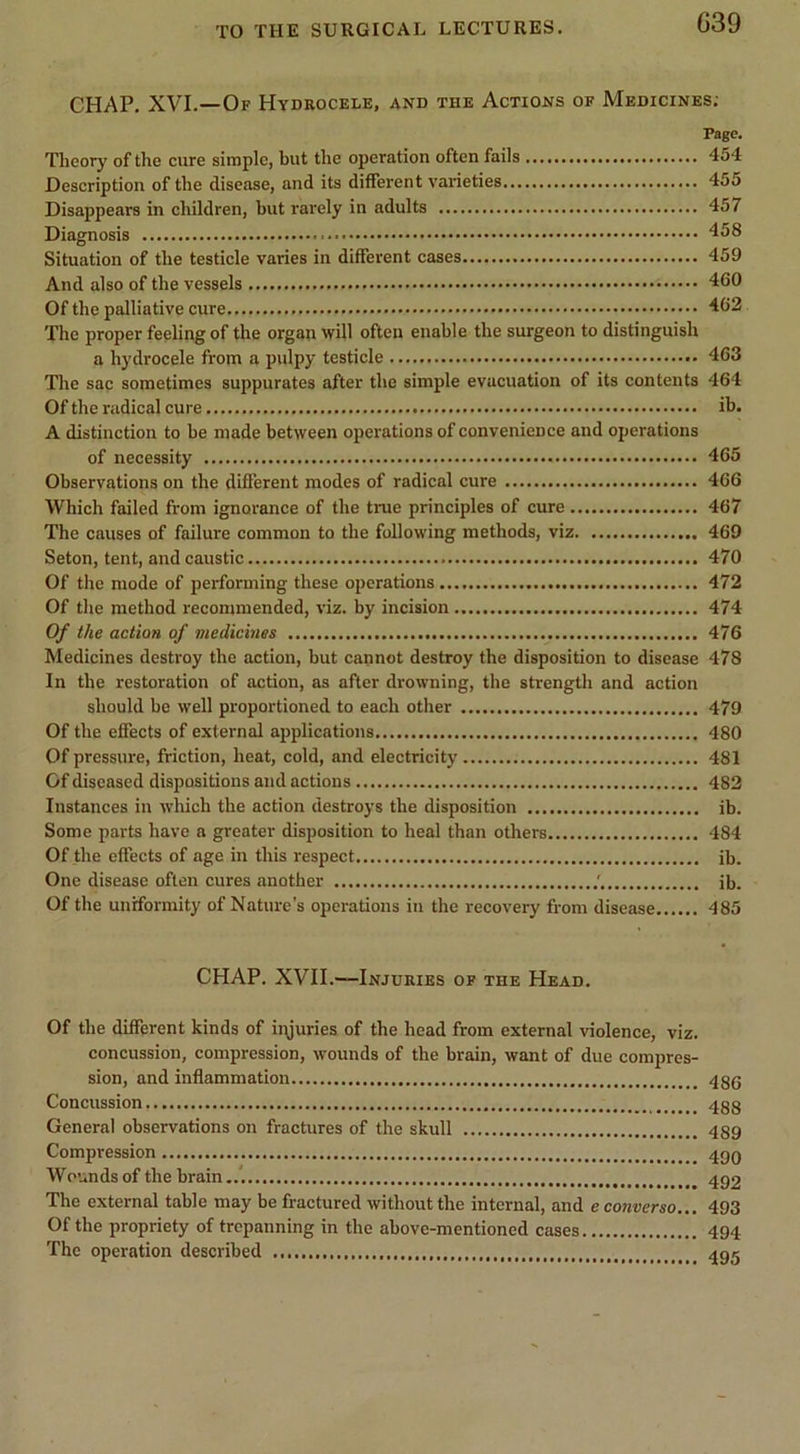 TO THE SURGICAL LECTURES. 639
CHAP. XVI.—Of Hydrocele, and the Actions of Medicines.
Page.
Theory of the cure simple, but the operation often fails 454
Description of the disease, and its different varieties 455
Disappears in children, but rarely in adults 457
Diagnosis 458
Situation of the testicle varies in different cases 459
And also of the vessels 460
Of the palliative cure 462
The proper feeling of the organ will often enable the surgeon to distinguish
a hydrocele from a pulpy testicle 463
The sac sometimes suppurates after the simple evacuation of its contents 464
Of the radical cure ib.
A distinction to be made between operations of convenience and operations
of necessity 465
Observations on the different modes of radical cure 466
Which failed from ignorance of the true principles of cure 467
The causes of failure common to the following methods, viz. 469
Seton, tent, and caustic 470
Of the mode of performing these operations 472
Of the method recommended, viz. by incision 474
Of the action of medicines 476
Medicines destroy the action, but cannot destroy the disposition to disease 478
In the restoration of action, as after drowning, the strength and action
should be well proportioned to each other 479
Of the effects of external applications 480
Of pressure, friction, heat, cold, and electricity 481
Of diseased dispositions and actions 482
Instances in which the action destroys the disposition ib.
Some parts have a greater disposition to heal than others 484
Of the effects of age in this respect ib.
One disease often cures another ib.
Of the uniformity of Nature's operations in the recovery from disease 485
CHAP. XVII.—Injuries of the Head.
Of the different kinds of injuries of the head from external violence, viz.
concussion, compression, wounds of the brain, want of due compres-
sion, and inflammation 486
Concussion 488
General observations on fractures of the skull 489
Compression 490
Wounds of the brain 492
The external table may be fractured without the internal, and e converso... 493
Of the propriety of trepanning in the above-mentioned cases 494
The operation described 495